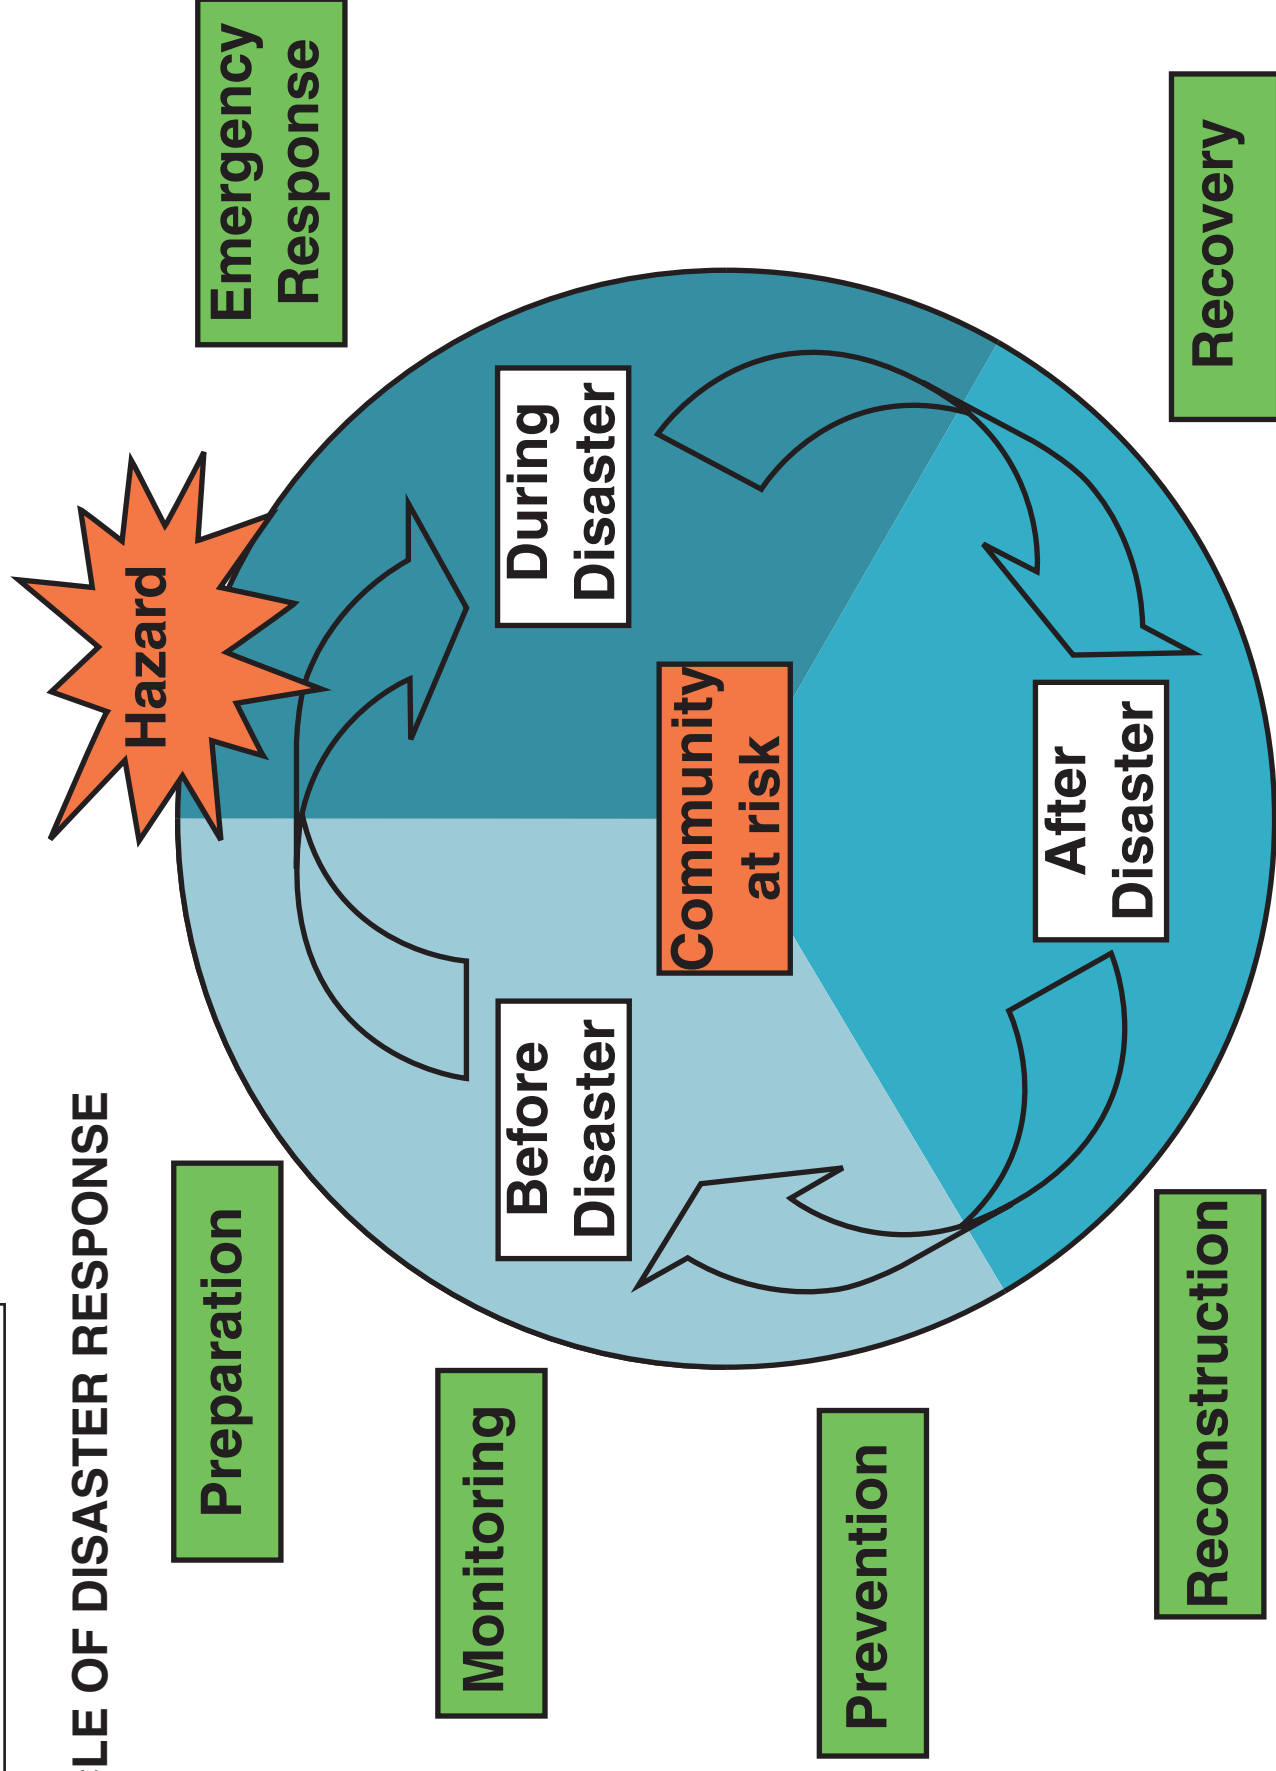 OF DISASTER RESPONSE
Hazard
Preparation
Emergency
Response
Monitoring
Before
Disaster
During
Disaster
Community
at risk
Prevention
After
Disaster
Reconstruction
Recovery